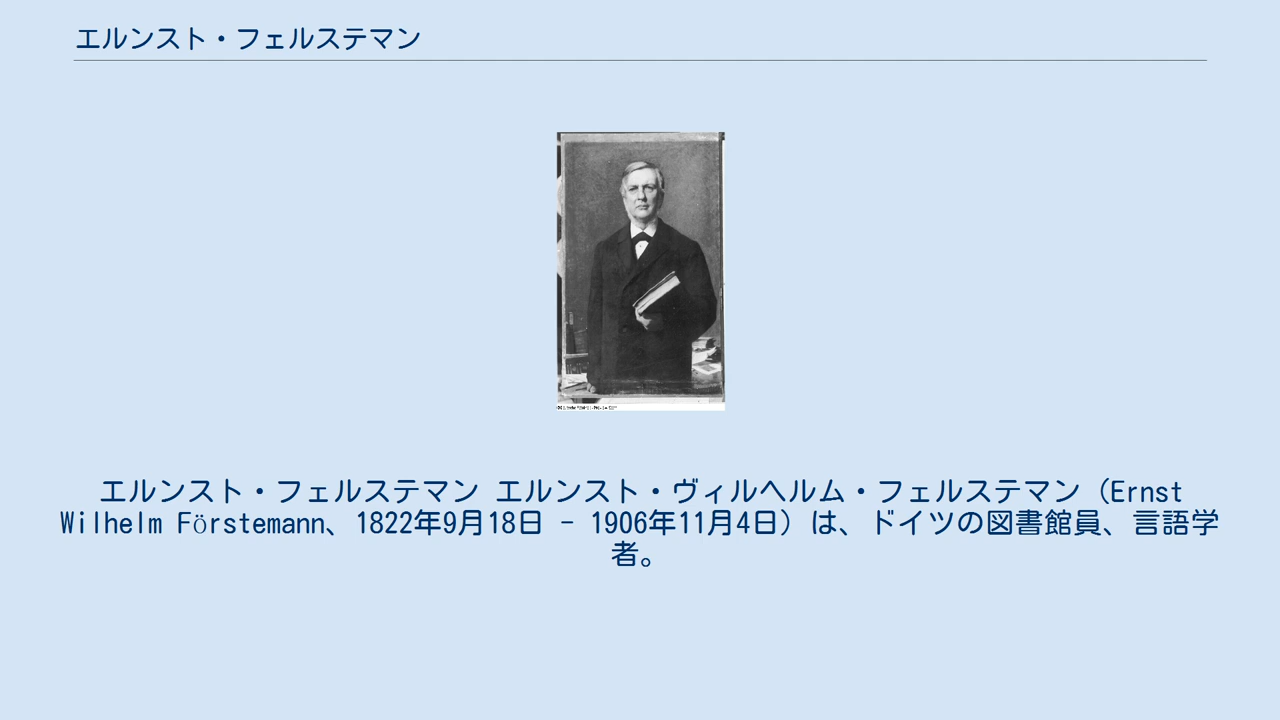 エルンスト・フェルステマン
エルンスト・フェルステマン エルンスト・ヴィルヘルム・フェルステマン（Ernst
Wilhelm Förstemann、1822年9月18日 - 1906年11月4日）は、ドイツの図書館員、言語学
者。